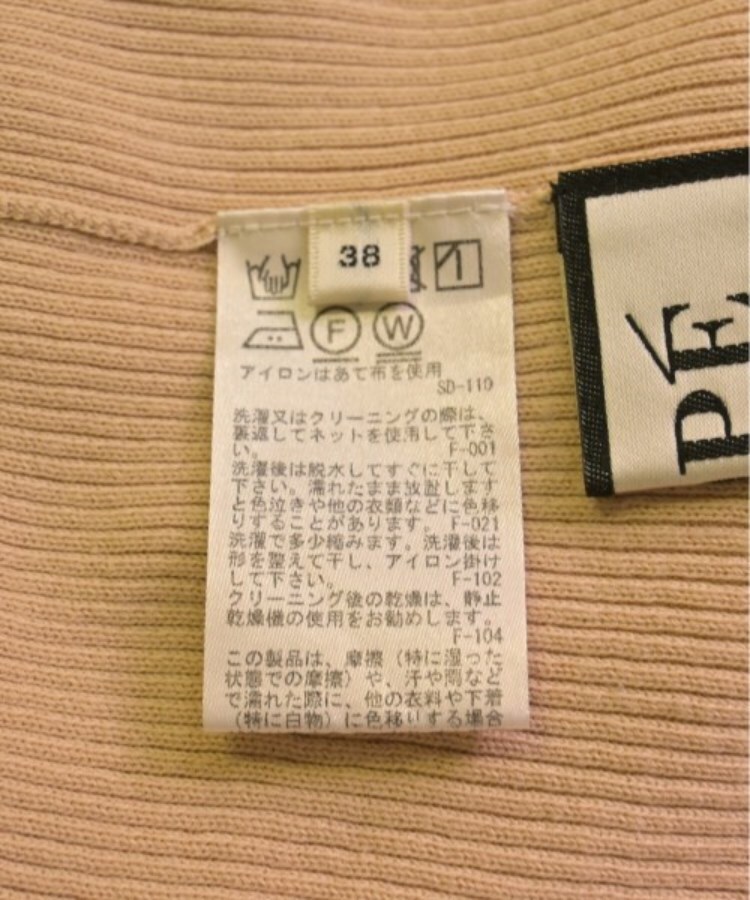 38
F W
アイロンはあて布を使用
SD-110
洗濯又はクリーニングの際は、
裏返してネットを使用して下さ
い。 F-001
洗濯後は脱水してすぐに干して
下さい。濡れたまま放置します
と色泣きや他の衣類などに色移
りすることがあります。 F-021
洗濯で多少縮みます。洗濯後は
形を整えて干し、アイロン掛け
して下さい。 F-102
クリーニング後の乾燥は、静止
乾燥機の使用をお勧めします。
F-104
この製品は、摩擦（特に湿った
状態での摩擦）や、汗や雨など
で濡れた際に、他の衣料や下着
（特に白物）に色移りする場合
PE